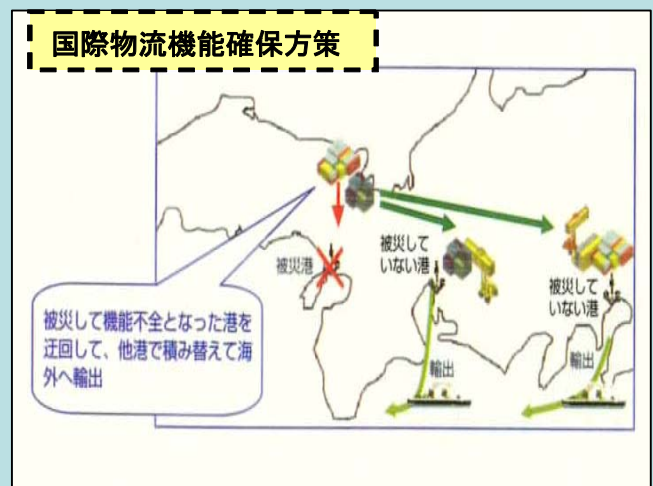 国際物流機能確保方策
被災港
被災して
いない港
被災して
いない港
被災して機能不全となった港を
迂回して、他港で積み替えて海
外へ輸出
輸出
輸出